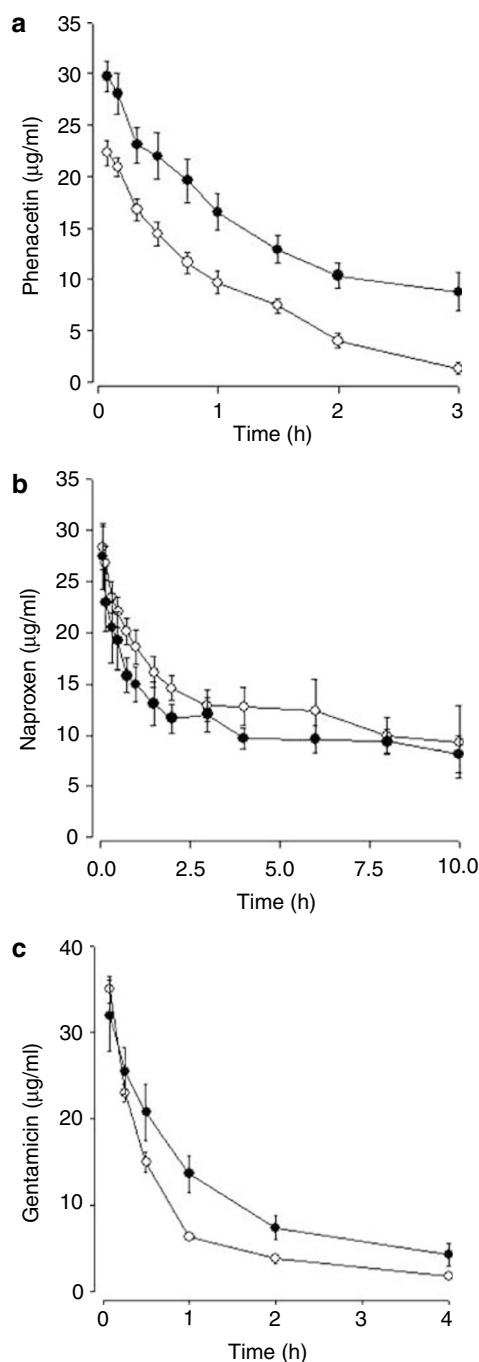 a
35
30
25
20
15
10
5
0
Phenacetin (µg/ml)
0 1 2 3
Time (h)
b
35
30
25
20
15
10
5
0
Naproxen (µg/ml)
0.0 2.5 5.0 7.5 10.0
Time (h)
c
40
30
20
10
0
Gentamicin (µg/ml)
0 1 2 3 4
Time (h)